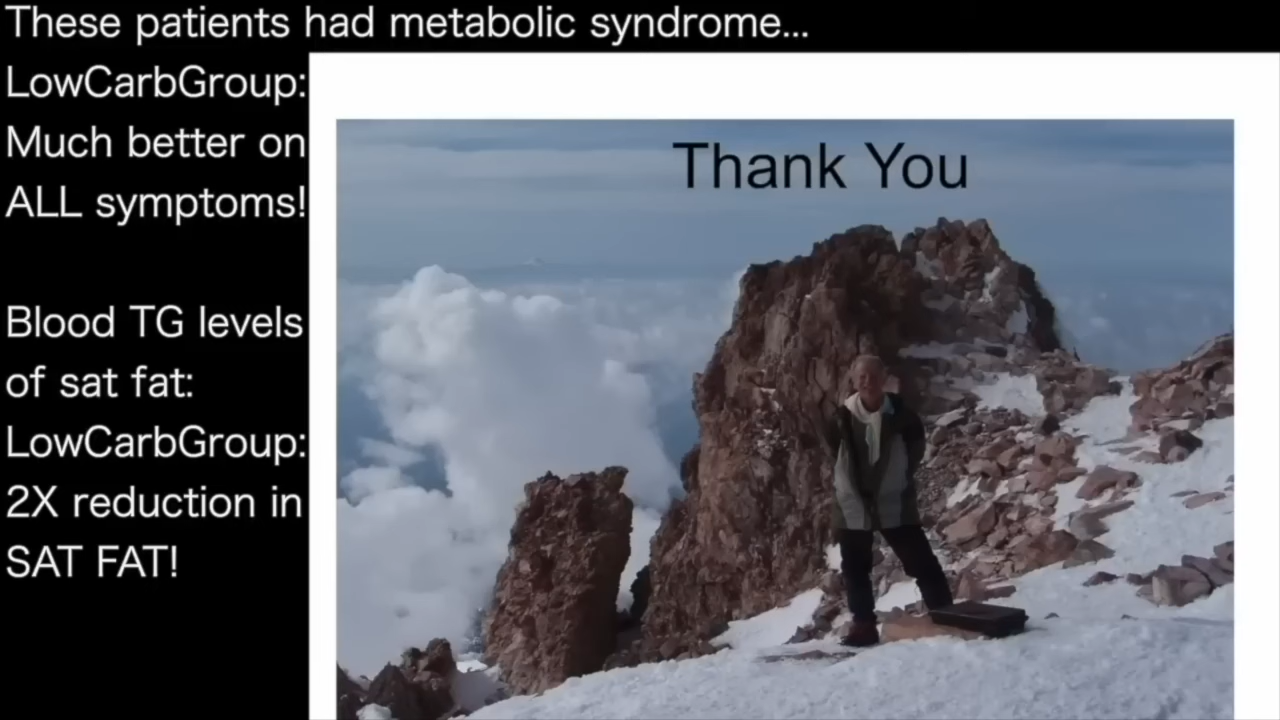 These patients had metabolic syndrome...
LowCarbGroup:
Much better on
ALL symptoms!
Blood TG levels
of sat fat:
LowCarbGroup:
2X reduction in
SAT FAT!
Thank You